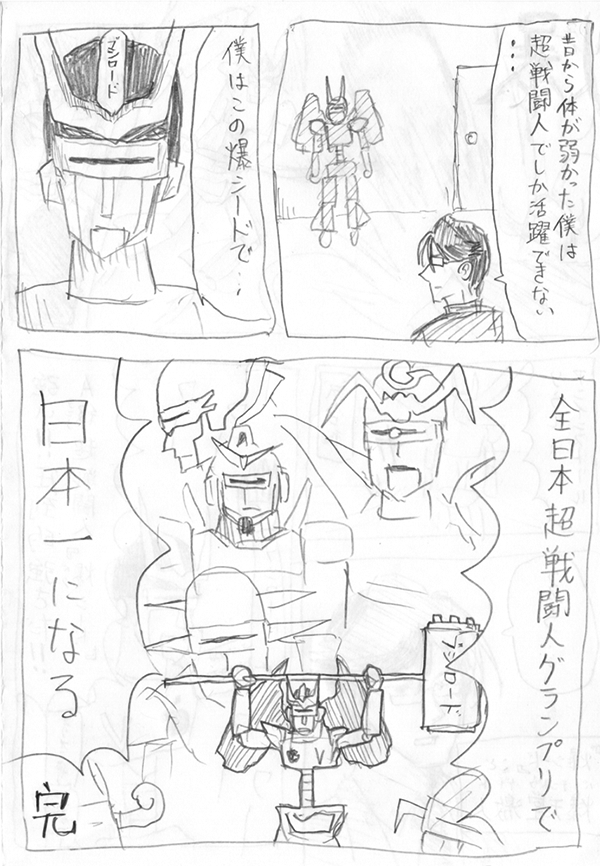 昔から体が弱かった僕は
超戦闘人でしか活躍できない
・・・
僕はこの爆シードで・・・
ブシロード
全日本超戦闘人グランプリで
日本一になる
ブシロード
完